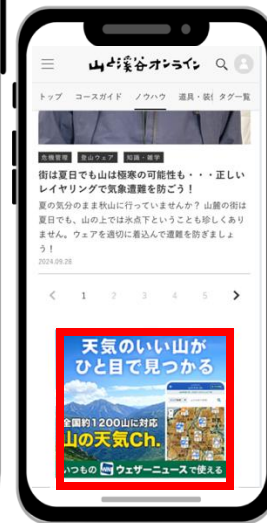 山と溪谷オンライン
トップ コースガイド ノウハウ 道具・装備 タグ一覧
危機管理 登山ウェア 知識・雑学
街は夏日でも山は極寒の可能性も・・・正しい
レイヤリングで気象遭難を防ごう！
夏の気分のまま秋山に行っていませんか？ 山麓の街は
夏日でも、山の上では氷点下ということも珍しくあり
ません。ウェアを適切に着込んで遭難を防ぎましょ
う！
2024.09.28
< 1 2 3 4 5 >
天気のいい山が
ひと目で見つかる
全国約1200山に対応
山の天気Ch.
いつもの ウェザーニュースで使える